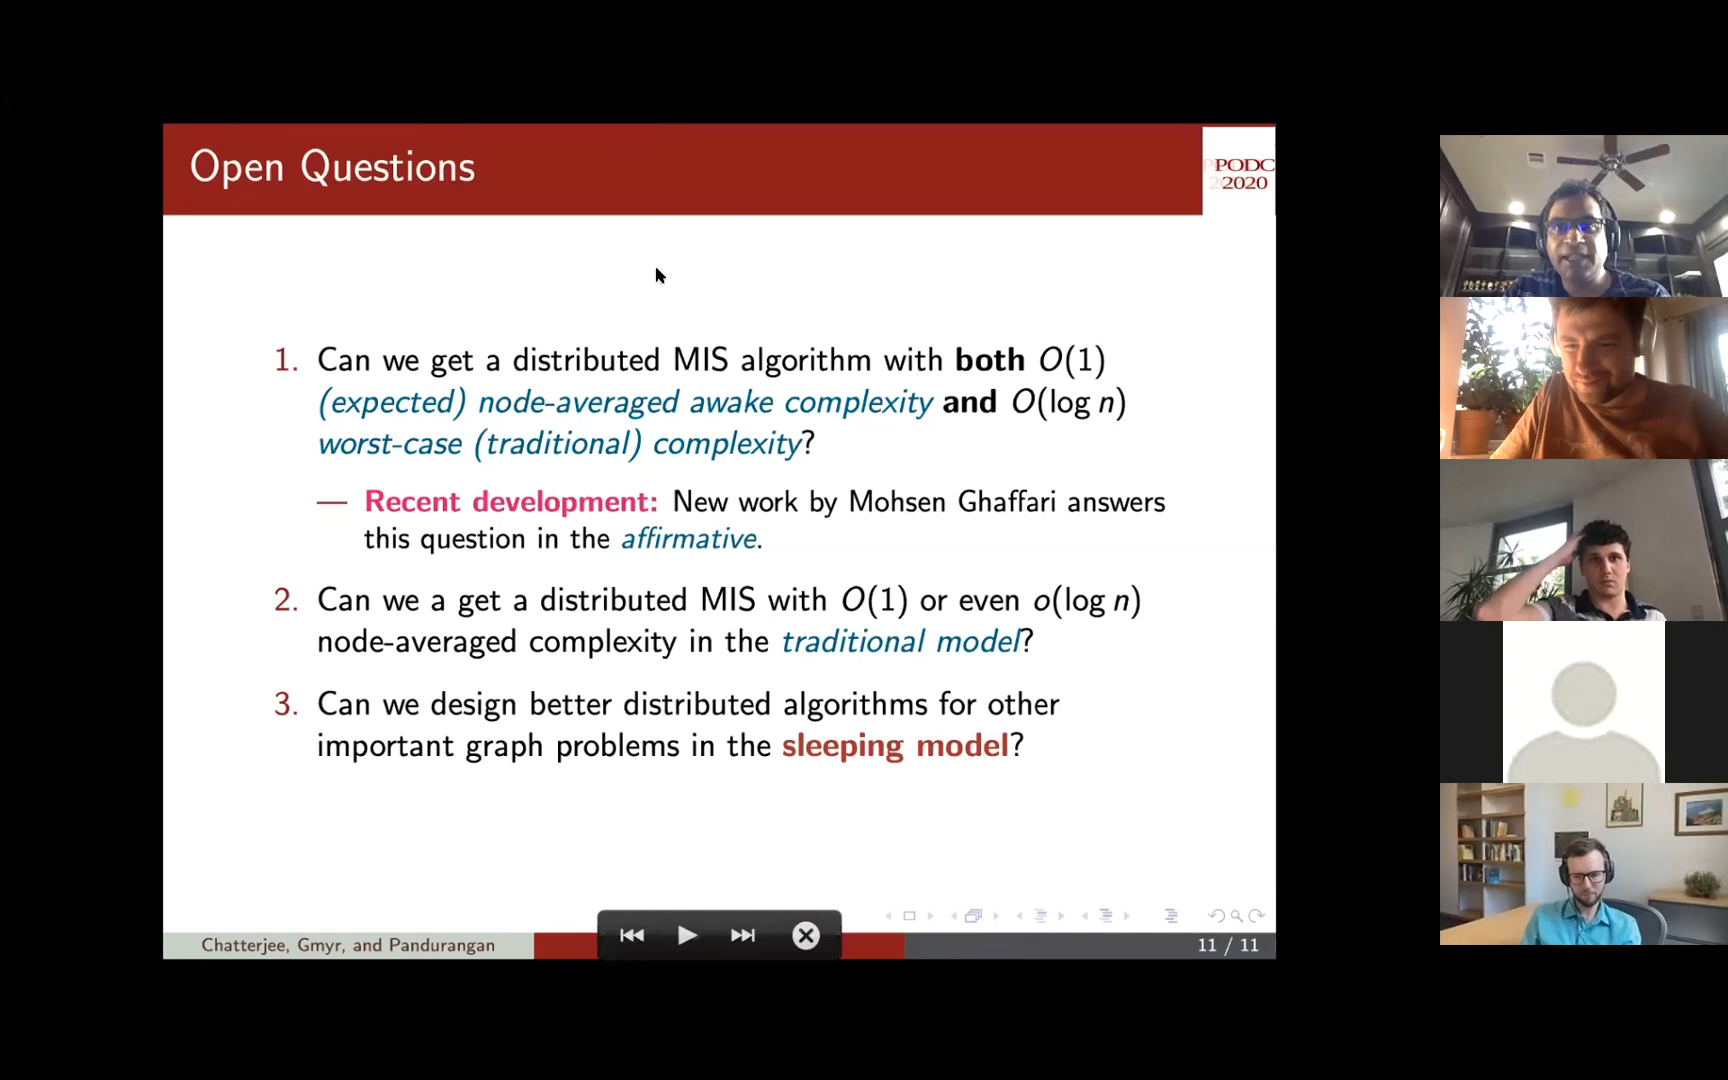 Open Questions
PODC
2020
1. Can we get a distributed MIS algorithm with both O(1)
(expected) node-averaged awake complexity and O(log n)
worst-case (traditional) complexity?
— Recent development: New work by Mohsen Ghaffari answers
this question in the affirmative.
2. Can we a get a distributed MIS with O(1) or even o(log n)
node-averaged complexity in the traditional model?
3. Can we design better distributed algorithms for other
important graph problems in the sleeping model?
Chatterjee, Gmyr, and Pandurangan
11 / 11